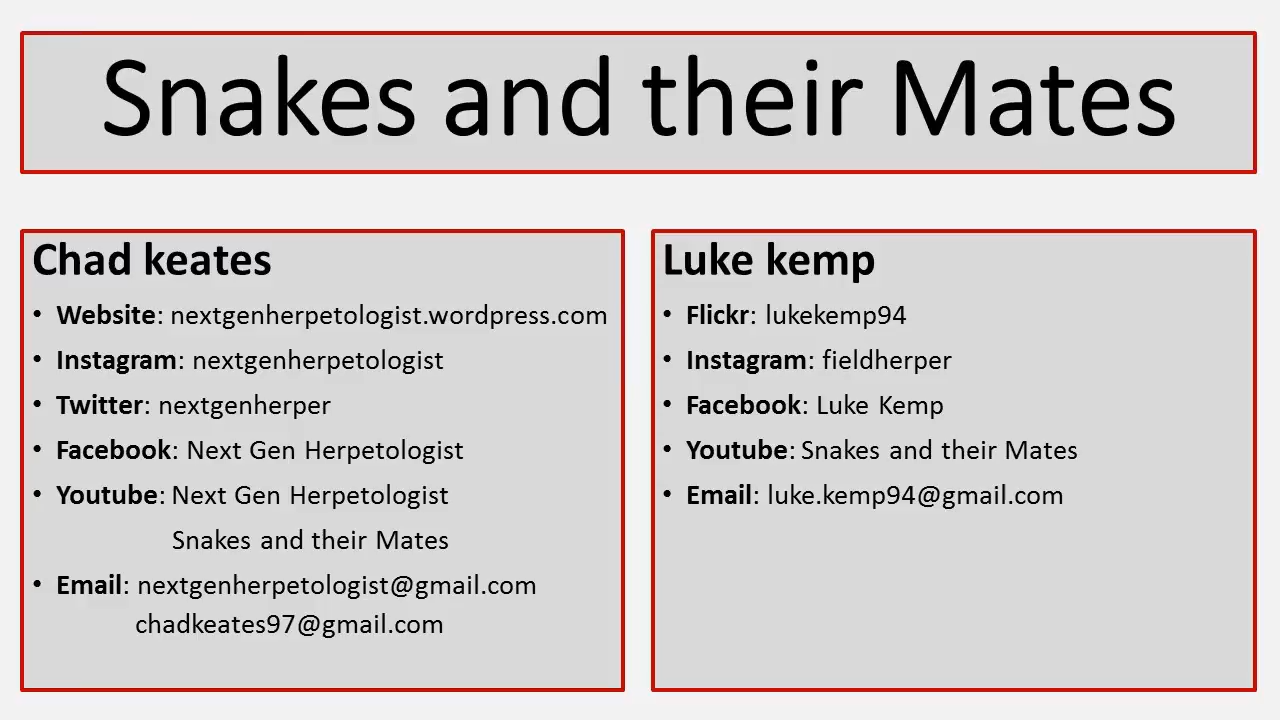 Snakes and their Mates
Chad keates
• Website: nextgenherpetologist.wordpress.com
• Instagram: nextgenherpetologist
• Twitter: nextgenherper
• Facebook: Next Gen Herpetologist
• Youtube: Next Gen Herpetologist
Snakes and their Mates
• Email: nextgenherpetologist@gmail.com
chadkeates97@gmail.com
Luke kemp
• Flickr: lukekemp94
• Instagram: fieldherper
• Facebook: Luke Kemp
• Youtube: Snakes and their Mates
• Email: luke.kemp94@gmail.com